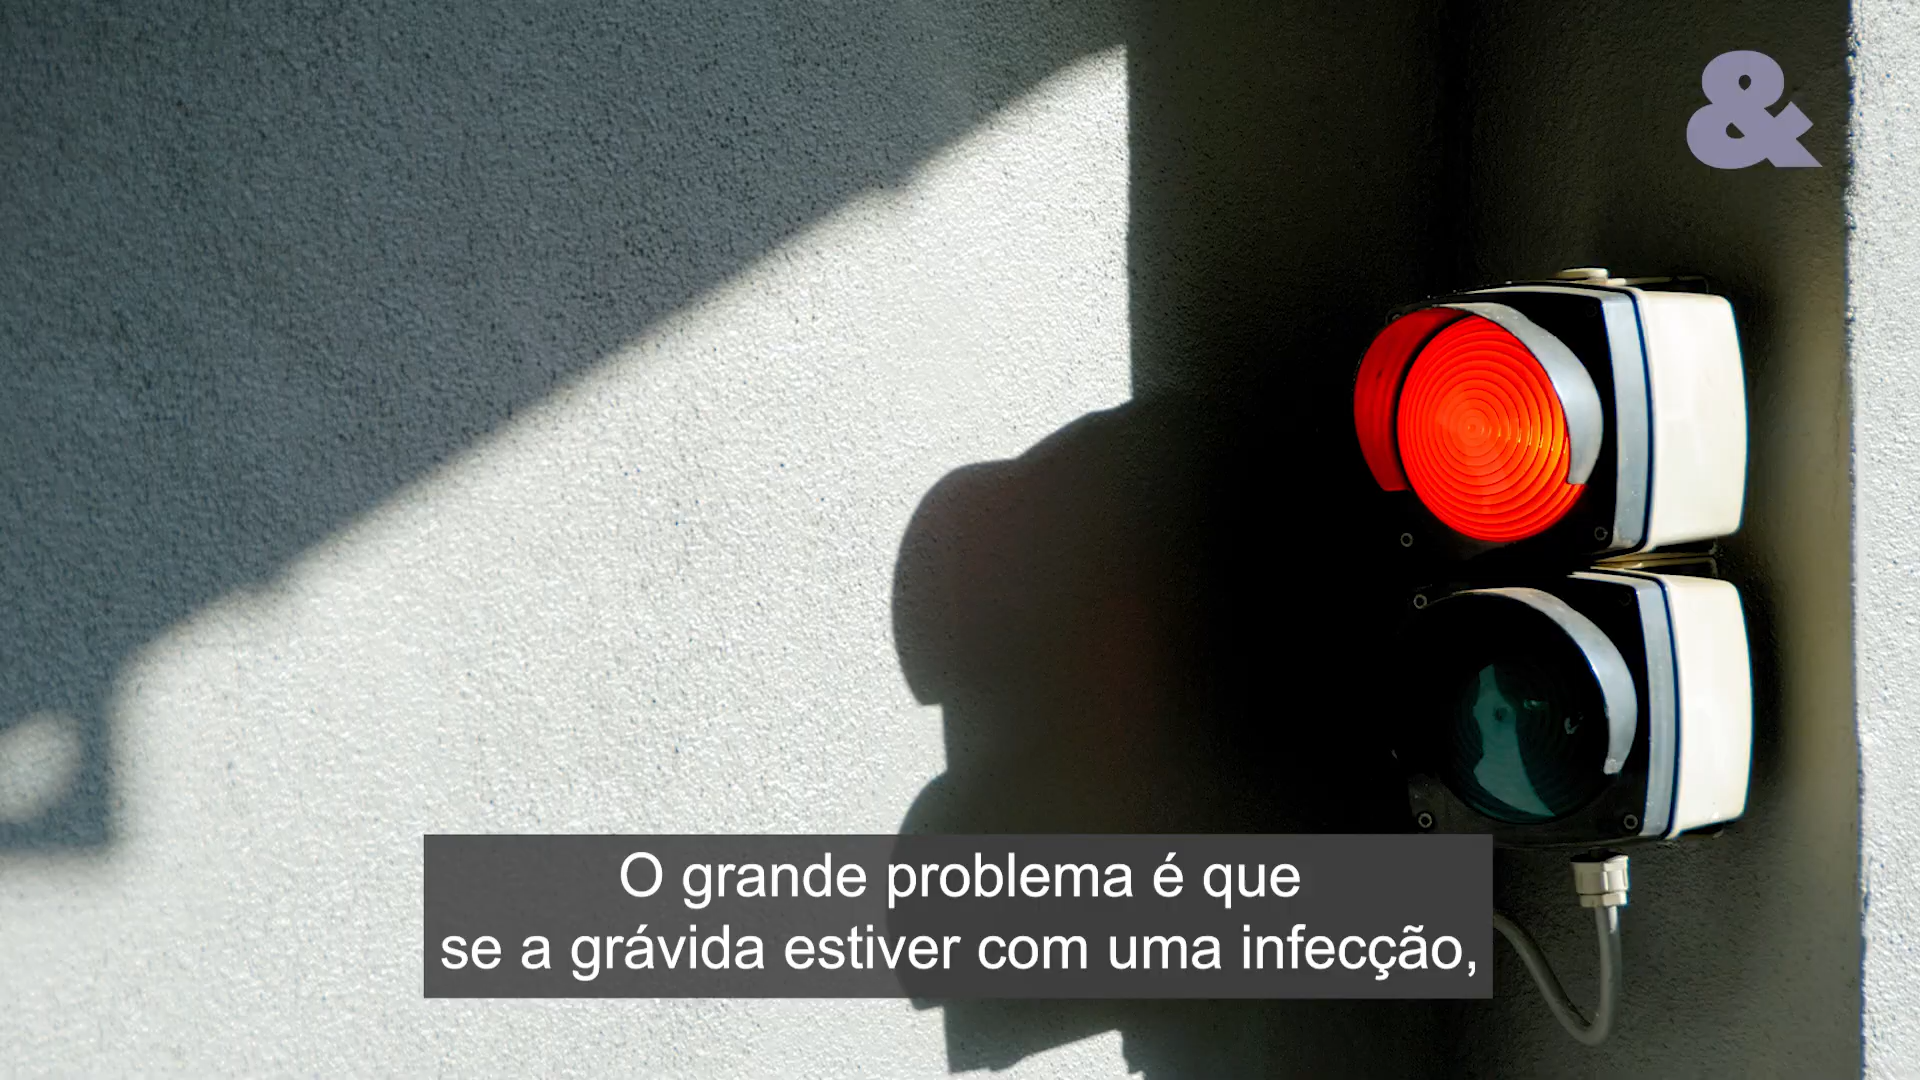 &
O grande problema é que
se a grávida estiver com uma infecção,